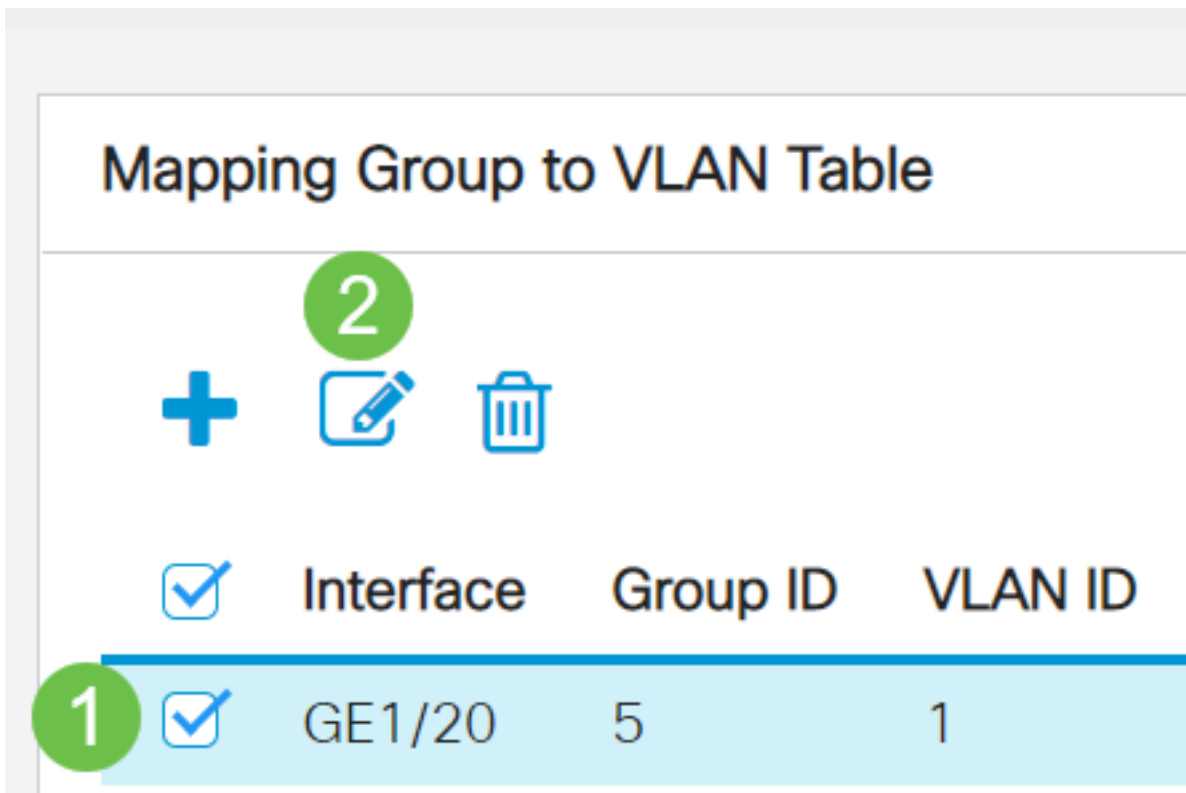 Mapping Group to VLAN Table
2
Interface Group ID VLAN ID
1 GE1/20 5 1